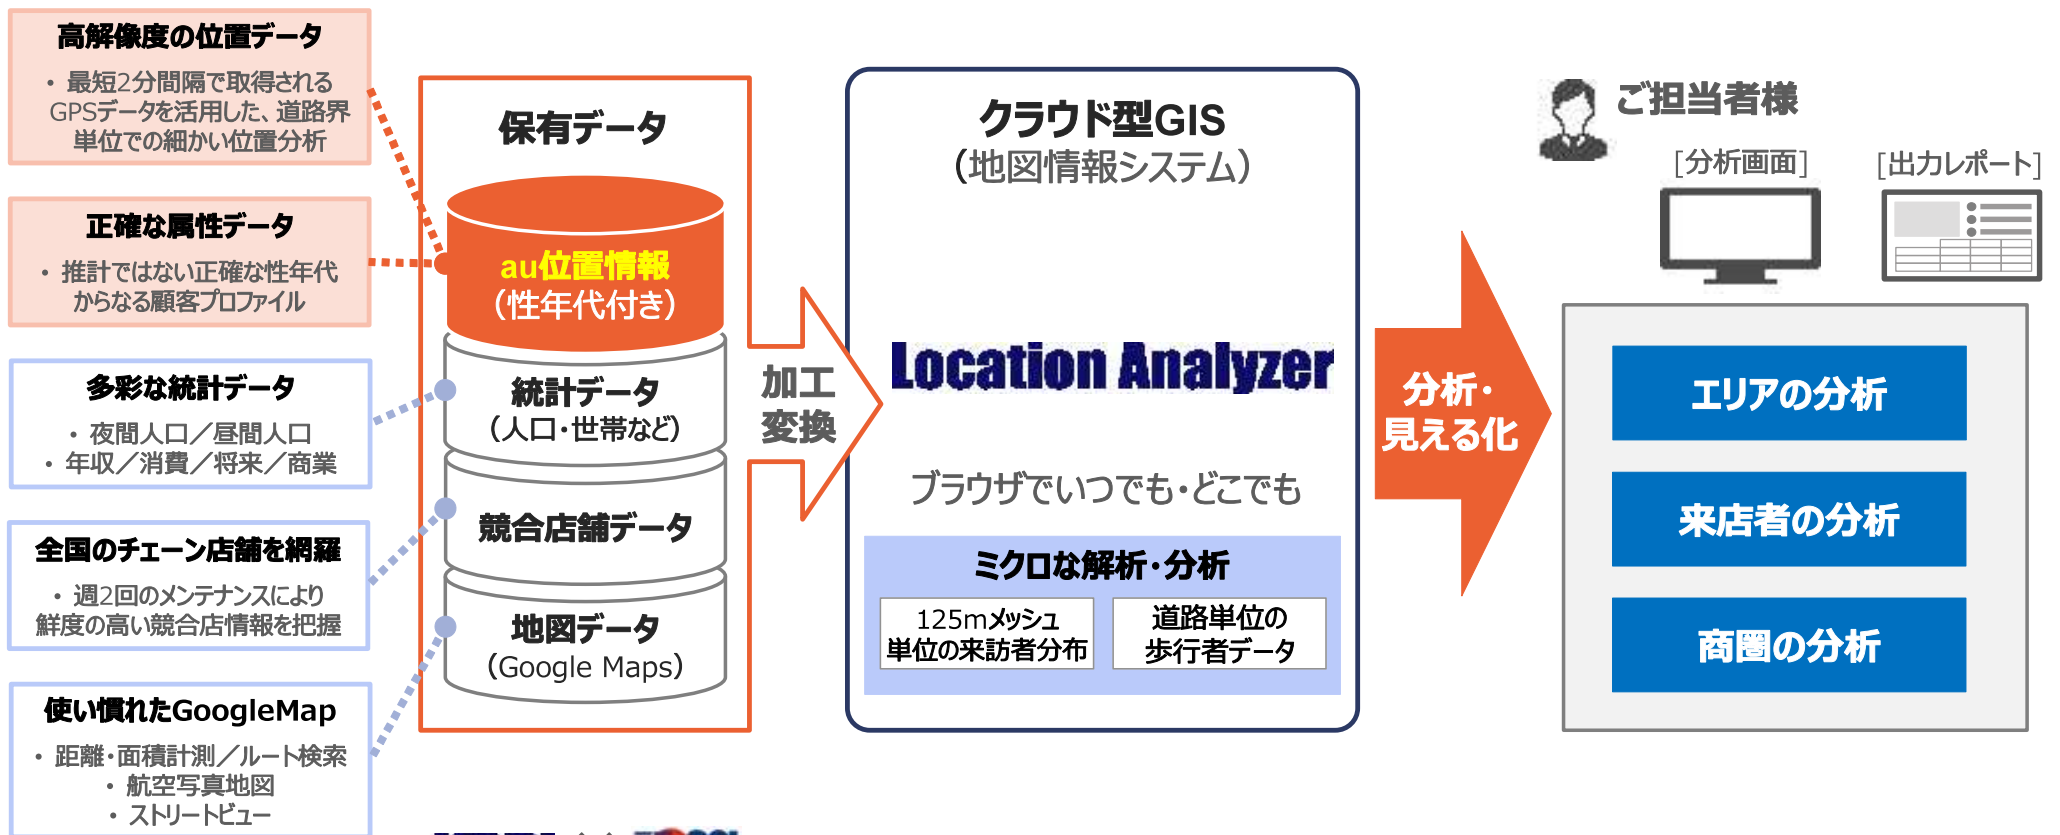 高解像度の位置データ
・最短2分間隔で取得される
GPSデータを活用した、道路界
単位での細かい位置分析
正確な属性データ
・推計ではない正確な性年代
からなる顧客プロファイル
多彩な統計データ
・夜間人口／昼間人口
・年収／消費／将来／商業
全国のチェーン店舗を網羅
・週2回のメンテナンスにより
鮮度の高い競合店情報を把握
使い慣れたGoogleMap
・距離・面積計測／ルート検索
・航空写真地図
・ストリートビュー
保有データ
au位置情報
（性年代付き）
統計データ
（人口・世帯など）
競合店舗データ
地図データ
（Google Maps）
加工
変換
クラウド型GIS
（地図情報システム）
Location Analyzer
ブラウザでいつでも・どこでも
ミクロな解析・分析
125mメッシュ
単位の来訪者分布
道路単位の
歩行者データ
分析・
見える化
ご担当者様
[分析画面]
[出力レポート]
エリアの分析
来店者の分析
商圏の分析